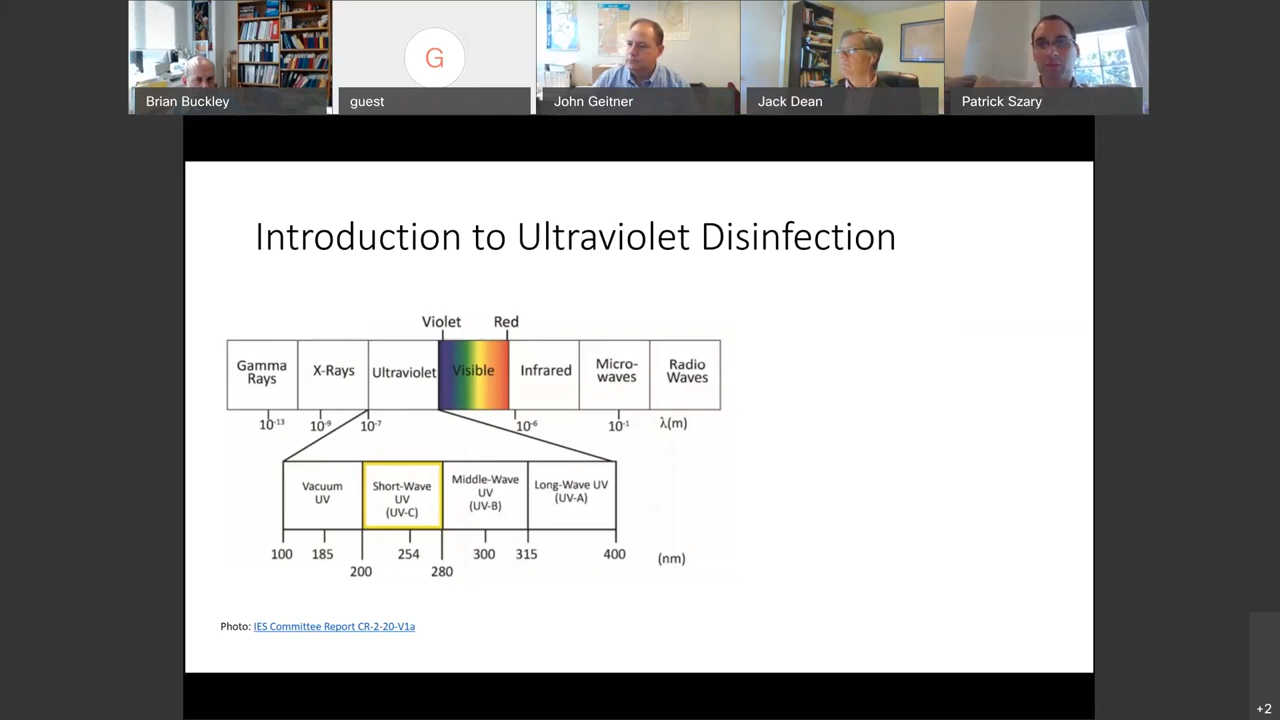 G
Brian Buckley
guest
John Geitner
Jack Dean
Patrick Szary
Introduction to Ultraviolet Disinfection
Violet Red
Gamma
Rays
X-Rays
Ultraviolet
Visible
Infrared
Micro-
waves
Radio
Waves
10-13 10-9 10-7 10-6 10-1 λ(m)
Vacuum
UV
Short-Wave
UV
(UV-C)
Middle-Wave
UV
(UV-B)
Long-Wave UV
(UV-A)
100 185 254 300 315 400 (nm)
200 280
Photo: IES Committee Report CR-2-20-V1a
+2